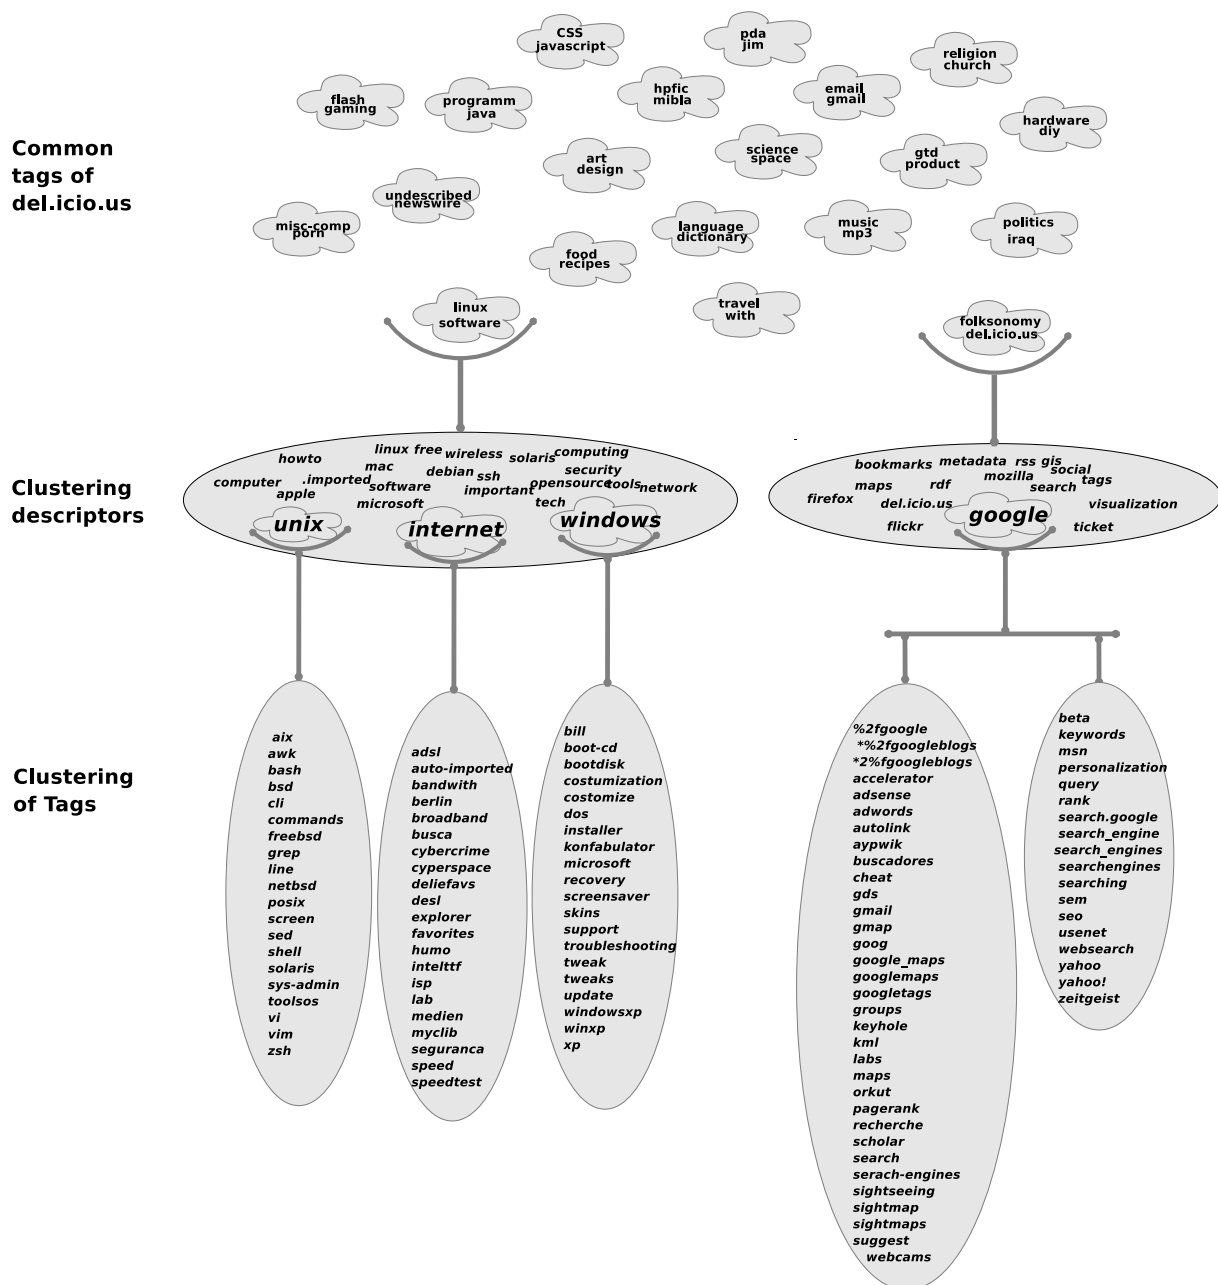 CSS
javascript
pda
jim
religion
church
flash
gaming
programm
java
hpfic
mibla
email
gmail
hardware
diy
Common
tags of
del.icio.us
art
design
science
space
gtd
product
undescribed
newswire
misc-comp
porn
language
dictionary
music
mp3
politics
iraq
food
recipes
linux
software
travel
with
folksonomy
del.icio.us
Clustering
descriptors
howto
linux free
wireless
solaris
computing
mac
debian
ssh
security
computer
.imported
software
important
opensource
tools
network
apple
microsoft
tech
unix
internet
windows
bookmarks
metadata
rss
gis
mozilla
social
tags
maps
rdf
search
firefox
del.icio.us
visualization
google
flickr
ticket
Clustering
of Tags
aix
awk
bash
bsd
cli
commands
freebsd
grep
line
netbsd
posix
screen
sed
shell
solaris
sys-admin
toolsos
vi
vim
zsh
adsl
auto-imported
bandwith
berlin
broadband
busca
cybercrime
cyperspace
deliefavs
desl
explorer
favorites
humo
intelttf
isp
lab
medien
myclib
seguranca
speed
speedtest
bill
boot-cd
bootdisk
costumization
costomize
dos
installer
konfabulator
microsoft
recovery
screensaver
skins
support
troubleshooting
tweak
tweaks
update
windowsxp
winxp
xp
%2fgoogle
*%2fgoogleblogs
*2%fgoogleblogs
accelerator
adsense
adwords
autolink
aypwik
buscadores
cheat
gds
gmail
gmap
goog
google_maps
googlemaps
googletags
groups
keyhole
kml
labs
maps
orkut
pagerank
recherche
scholar
search
serach-engines
sightseeing
sightmap
sightmaps
suggest
webcams
beta
keywords
msn
personalization
query
rank
search.google
search_engine
search_engines
searchengines
searching
sem
seo
usenet
websearch
yahoo
yahoo!
zeitgeist